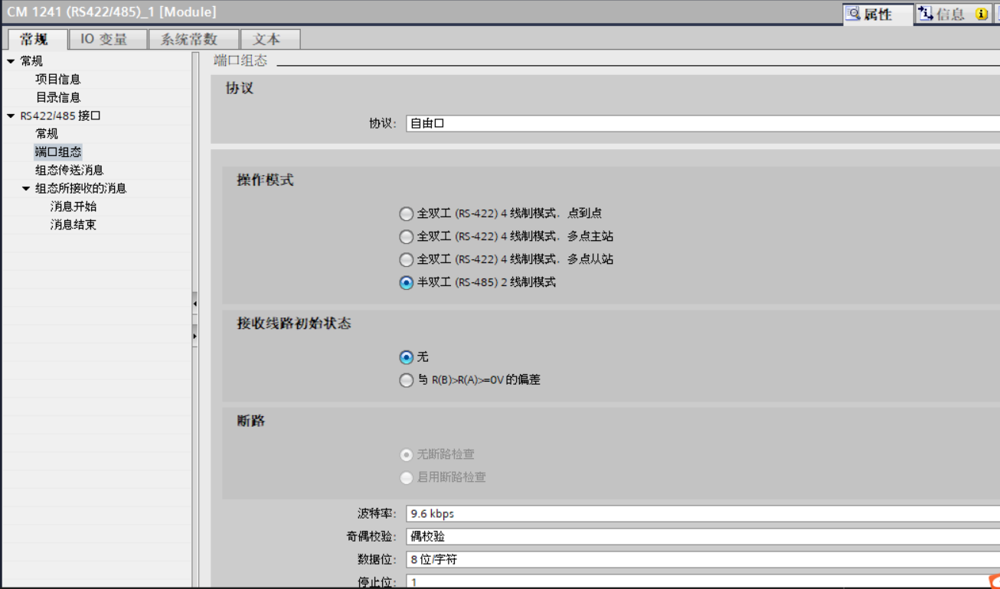 CM 1241 (RS422/485)_1 [Module]
属性
信息
常规
IO 变量
系统常数
文本
常规
项目信息
目录信息
RS422/485 接口
常规
端口组态
组态传送消息
组态所接收的消息
消息开始
消息结束
端口组态
协议
协议: 自由口
操作模式
全双工 (RS-422) 4 线制模式，点到点
全双工 (RS-422) 4 线制模式，多点主站
全双工 (RS-422) 4 线制模式，多点从站
半双工 (RS-485) 2 线制模式
接收线路初始状态
无
与 R(B)>R(A)>=0V 的偏差
断路
无断路检查
启用断路检查
波特率: 9.6 kbps
奇偶校验: 偶校验
数据位: 8 位/字符
停止位: 1